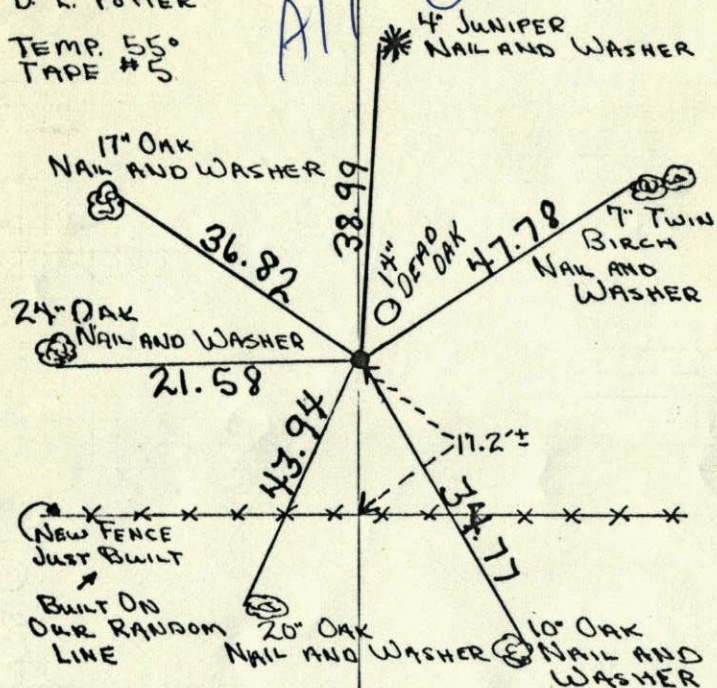 TEMP. 55°
TAPE #5
4" JUNIPER
NAIL AND WASHER
17" OAK
NAIL AND WASHER
38.99
36.82
14"
DEAD
OAK
47.78
7" TWIN
BIRCH
NAIL AND
WASHER
24" OAK
NAIL AND WASHER
21.58
43.94
17.2'±
34.77
NEW FENCE
JUST BUILT
BUILT ON
OUR RANDOM
LINE
20" OAK
NAIL AND WASHER
10" OAK
NAIL AND
WASHER